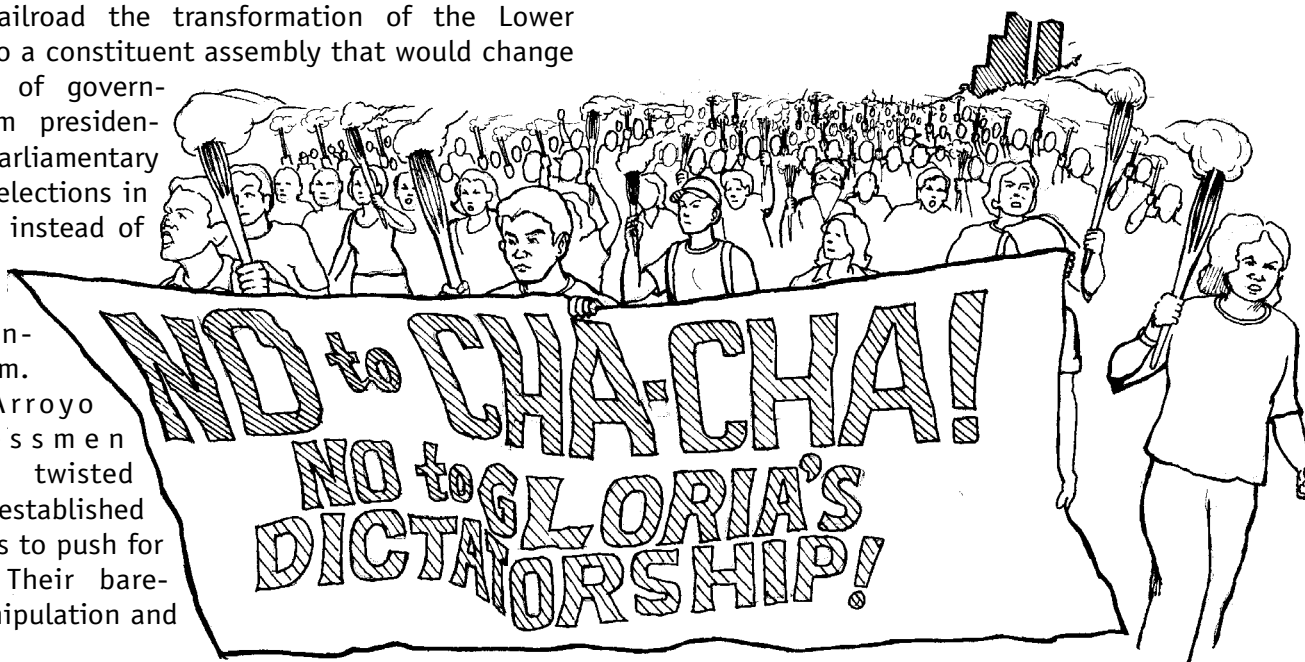 ailroad the transformation of the Lower
o a constituent assembly that would change
of govern-
m presiden-
arliamentary
elections in
instead of
n-
m.
Arroyo
ssmen
twisted
established
s to push for
Their bare-
nipulation and
NO to CHA-CHA!
NO to GLORIA'S
DICTATORSHIP!